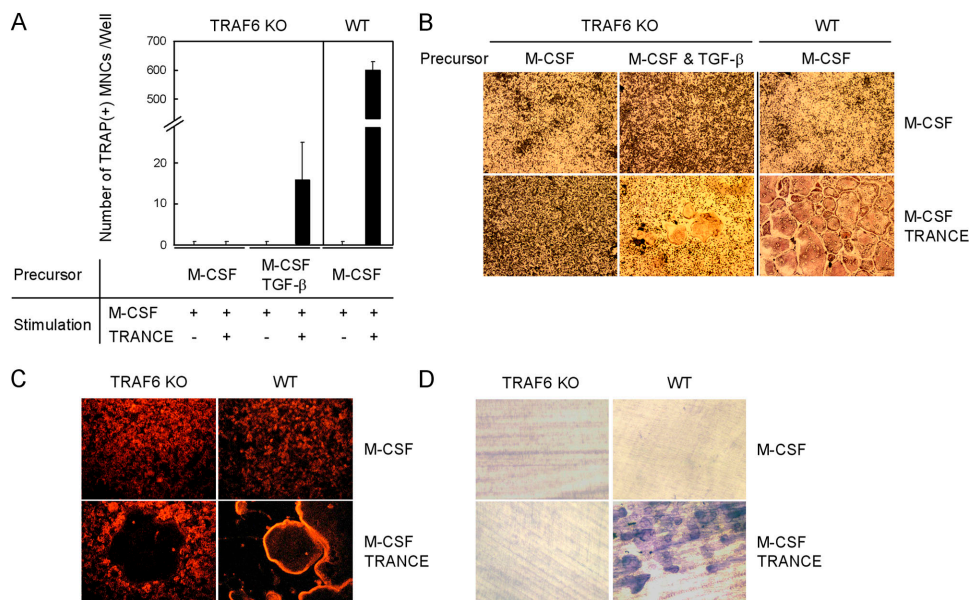 A
TRAF6 KO WT
Number of TRAP(+) MNCs /Well
700
600
500
20
10
0
Precursor M-CSF M-CSF TGF-β M-CSF
Stimulation
M-CSF + + + + + +
TRANCE - + - + - +
B
TRAF6 KO WT
Precursor M-CSF M-CSF & TGF-β M-CSF
M-CSF
M-CSF
TRANCE
C
TRAF6 KO WT
M-CSF
M-CSF
TRANCE
D
TRAF6 KO WT
M-CSF
M-CSF
TRANCE